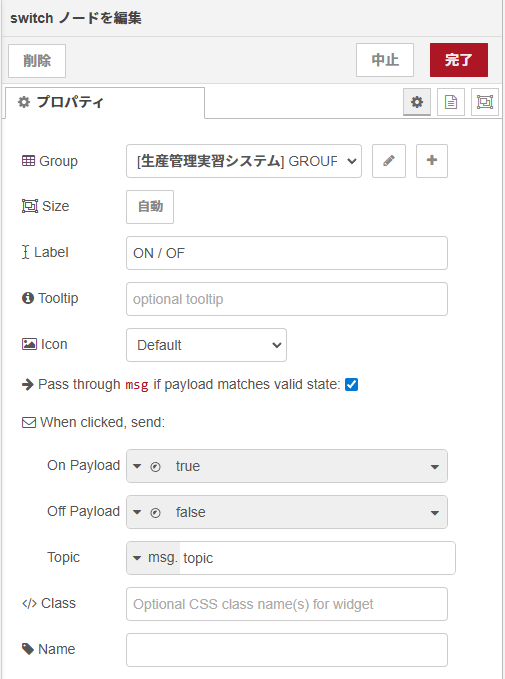 switch ノードを編集
削除 中止 完了
プロパティ
Group [生産管理実習システム] GROUP
Size 自動
Label ON / OF
Tooltip optional tooltip
Icon Default
Pass through msg if payload matches valid state:
When clicked, send:
On Payload true
Off Payload false
Topic msg. topic
Class Optional CSS class name(s) for widget
Name